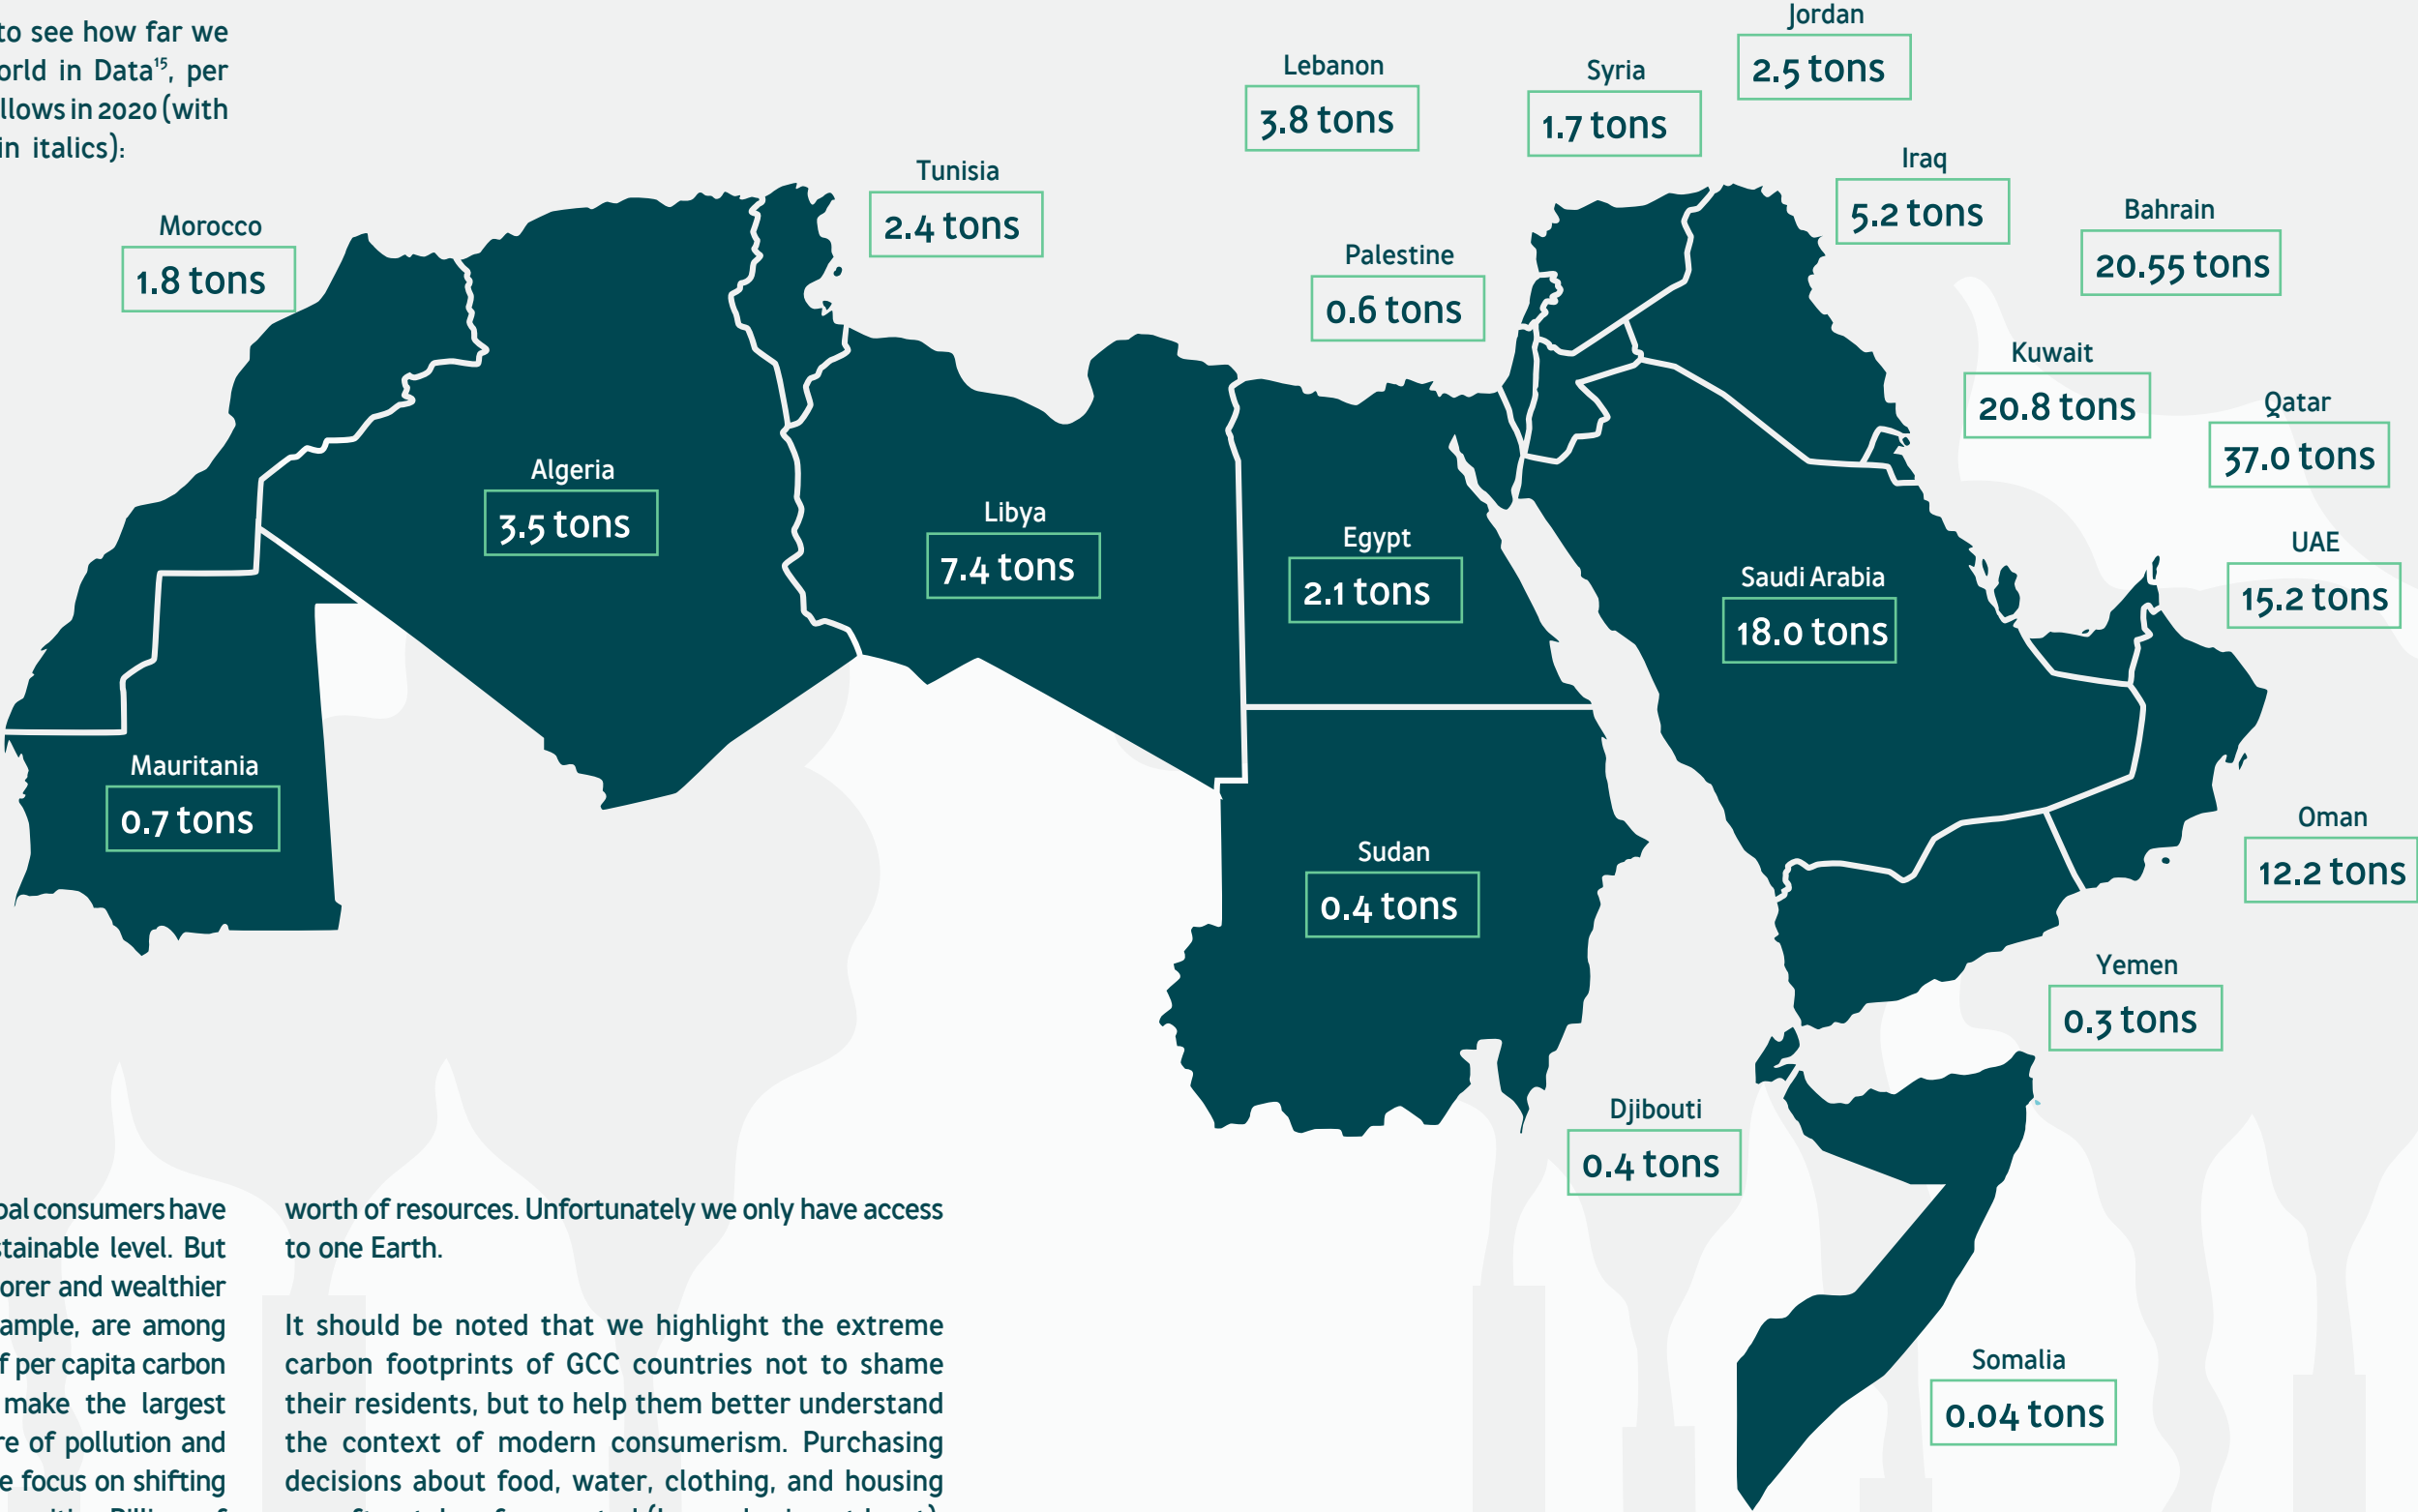 to see how far we
World in Data¹⁵, per
follows in 2020 (with
in italics):
Jordan
2.5 tons
Lebanon
3.8 tons
Syria
1.7 tons
Iraq
5.2 tons
Tunisia
2.4 tons
Bahrain
20.55 tons
Morocco
1.8 tons
Palestine
0.6 tons
Kuwait
20.8 tons
Qatar
37.0 tons
Algeria
3.5 tons
Libya
7.4 tons
Egypt
2.1 tons
Saudi Arabia
18.0 tons
UAE
15.2 tons
Mauritania
0.7 tons
Sudan
0.4 tons
Oman
12.2 tons
Yemen
0.3 tons
Djibouti
0.4 tons
Somalia
0.04 tons
consumers have
level. But
and wealthier
are among
per capita carbon
make the largest
of pollution and
focus on shifting
worth of resources. Unfortunately we only have access
to one Earth.
It should be noted that we highlight the extreme
carbon footprints of GCC countries not to shame
their residents, but to help them better understand
the context of modern consumerism. Purchasing
decisions about food, water, clothing, and housing